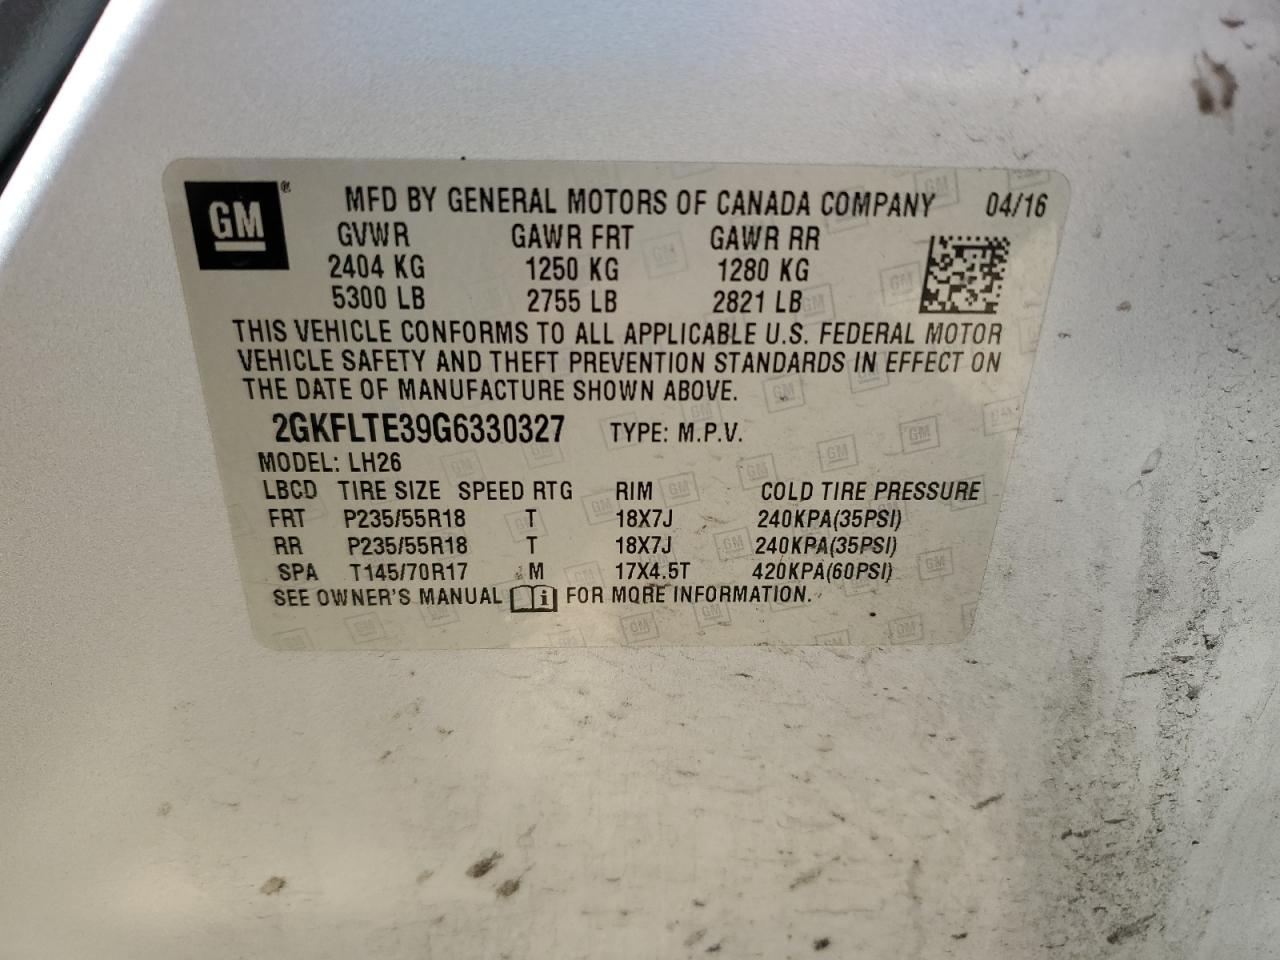 GM ® MFD BY GENERAL MOTORS OF CANADA COMPANY 04/16
GVWR GAWR FRT GAWR RR
2404 KG 1250 KG 1280 KG
5300 LB 2755 LB 2821 LB
THIS VEHICLE CONFORMS TO ALL APPLICABLE U.S. FEDERAL MOTOR
VEHICLE SAFETY AND THEFT PREVENTION STANDARDS IN EFFECT ON
THE DATE OF MANUFACTURE SHOWN ABOVE.
2GKFLTE39G6330327 TYPE: M.P.V.
MODEL: LH26
LBCD TIRE SIZE SPEED RTG RIM COLD TIRE PRESSURE
FRT P235/55R18 T 18X7J 240KPA(35PSI)
RR P235/55R18 T 18X7J 240KPA(35PSI)
SPA T145/70R17 M 17X4.5T 420KPA(60PSI)
SEE OWNER'S MANUAL i FOR MORE INFORMATION.